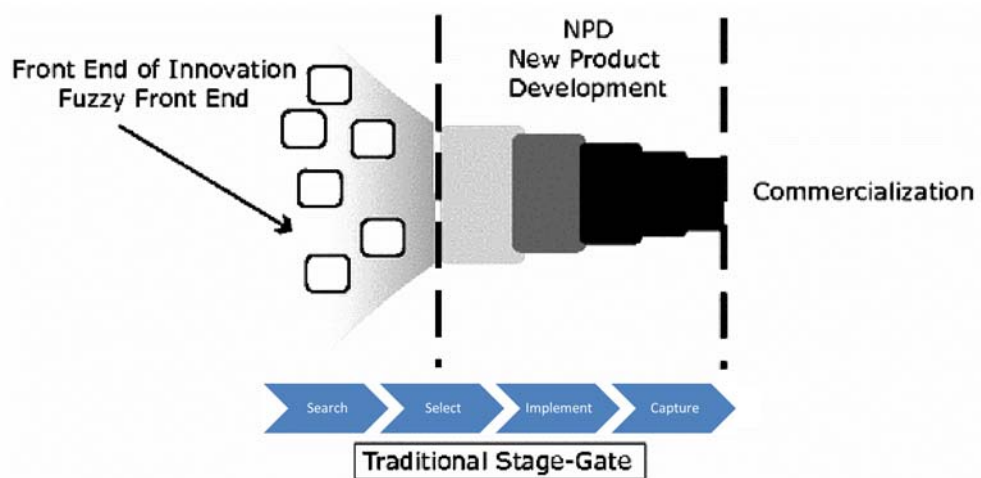 Front End of Innovation
Fuzzy Front End
NPD
New Product
Development
Commercialization
Search
Select
Implement
Capture
Traditional Stage-Gate